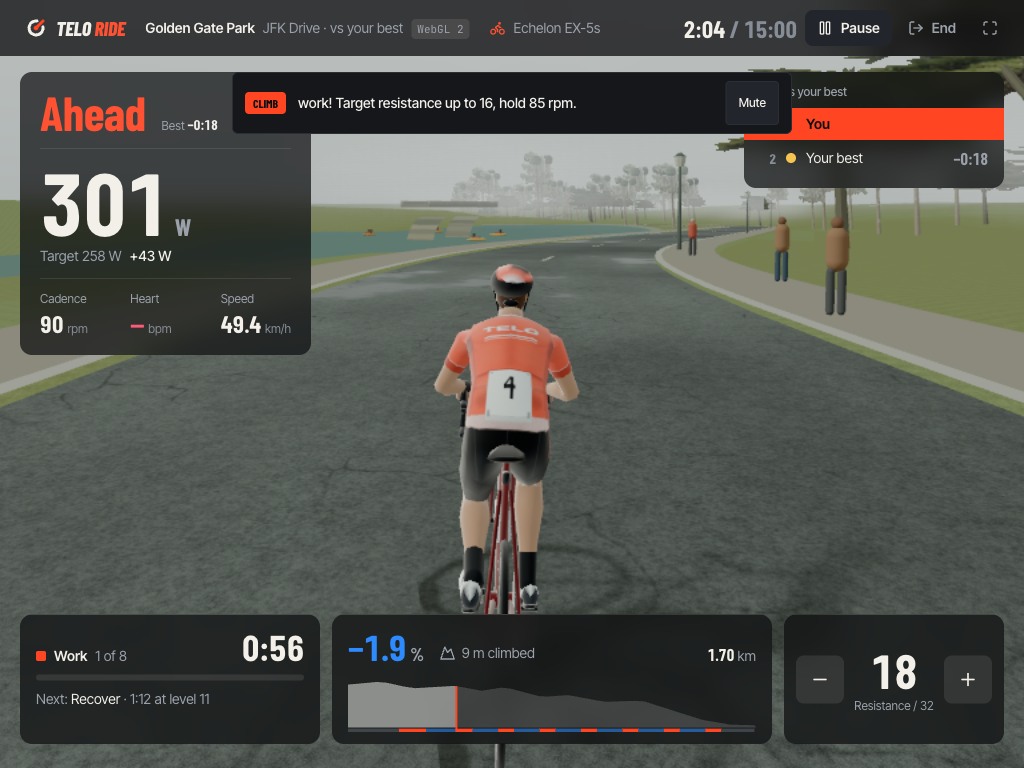 TELO RIDE Golden Gate Park JFK Drive · vs your best WebGL 2 Echelon EX-5s 2:04 / 15:00 Pause End
Ahead Best −0:18
CLIMB work! Target resistance up to 16, hold 85 rpm. Mute
s your best
You
2 Your best −0:18
301 W
Target 258 W +43 W
Cadence Heart Speed
90 rpm — bpm 49.4 km/h
TELO
4
Work 1 of 8 0:56
Next: Recover · 1:12 at level 11
−1.9 % 9 m climbed 1.70 km
− 18 +
Resistance / 32